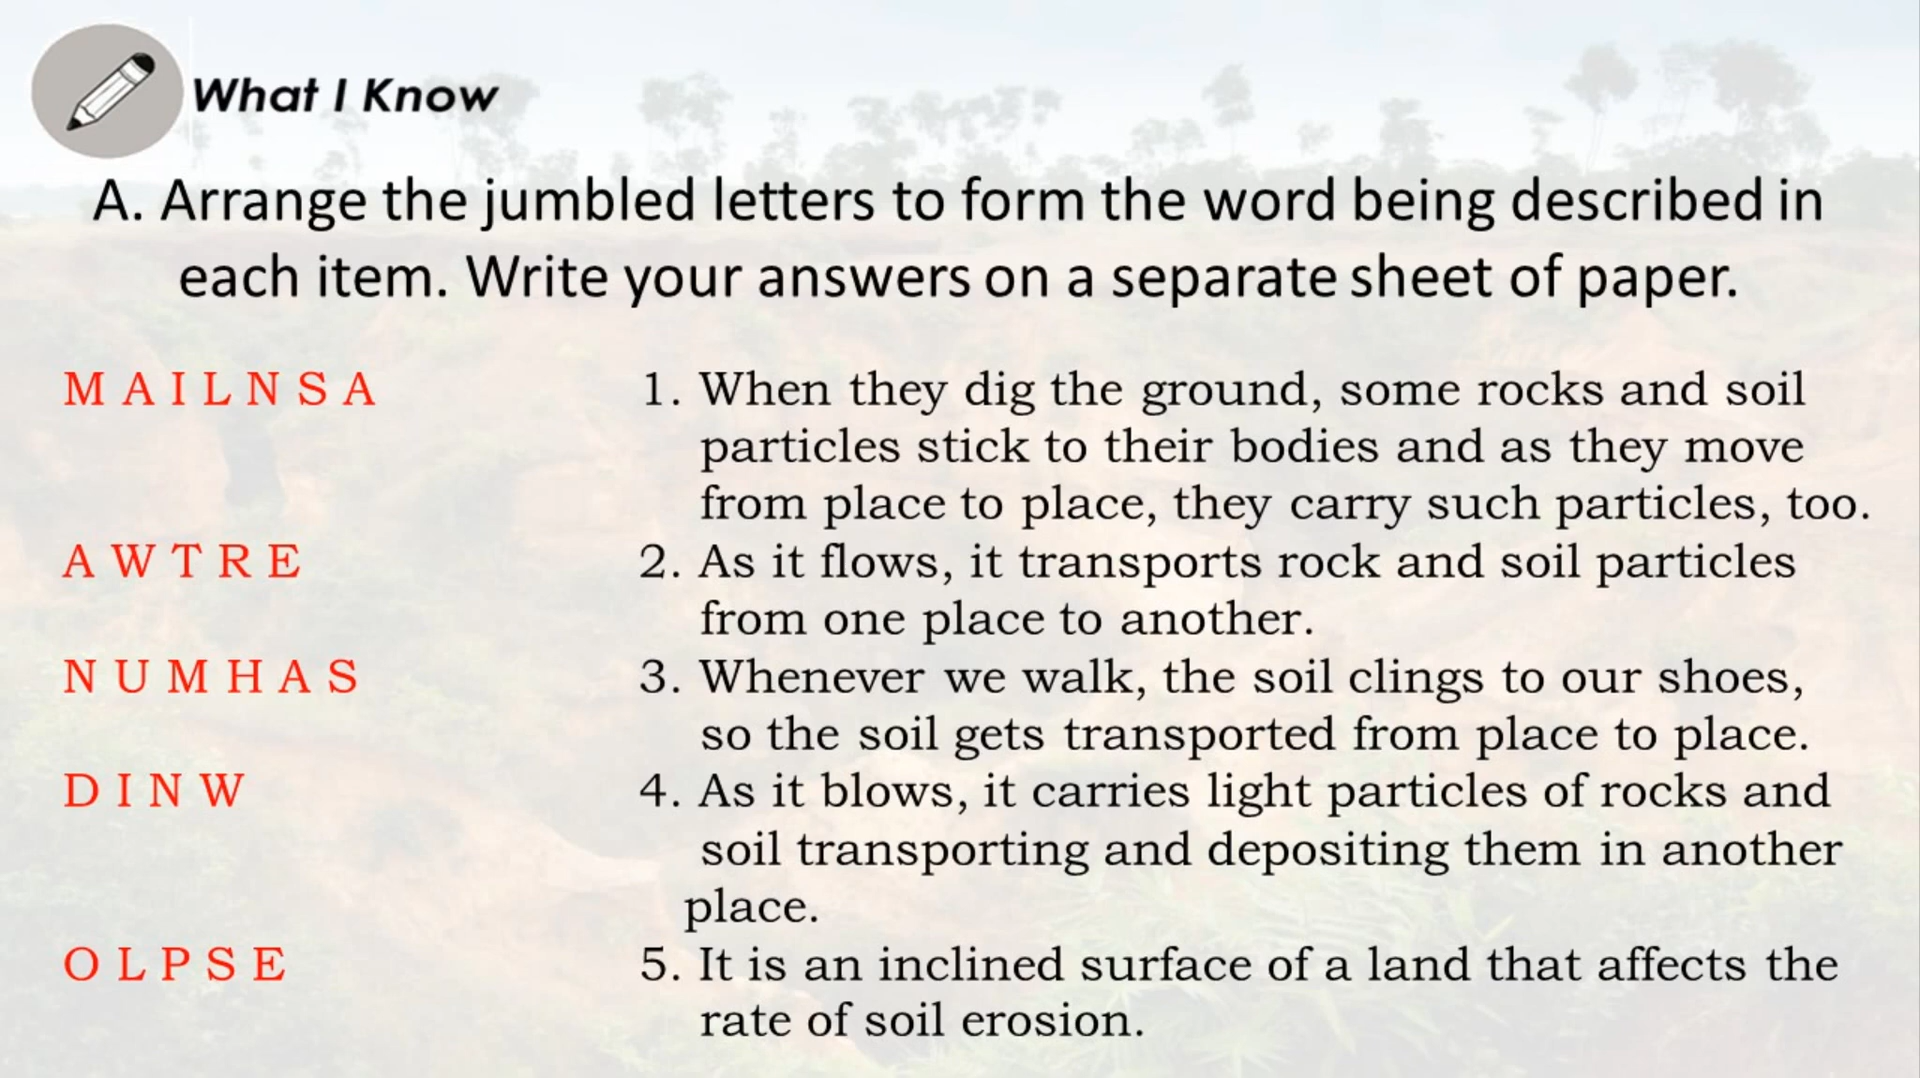 What I Know
A. Arrange the jumbled letters to form the word being described in
each item. Write your answers on a separate sheet of paper.
M A I L N S A 1. When they dig the ground, some rocks and soil
particles stick to their bodies and as they move
from place to place, they carry such particles, too.
A W T R E 2. As it flows, it transports rock and soil particles
from one place to another.
N U M H A S 3. Whenever we walk, the soil clings to our shoes,
so the soil gets transported from place to place.
D I N W 4. As it blows, it carries light particles of rocks and
soil transporting and depositing them in another
place.
O L P S E 5. It is an inclined surface of a land that affects the
rate of soil erosion.